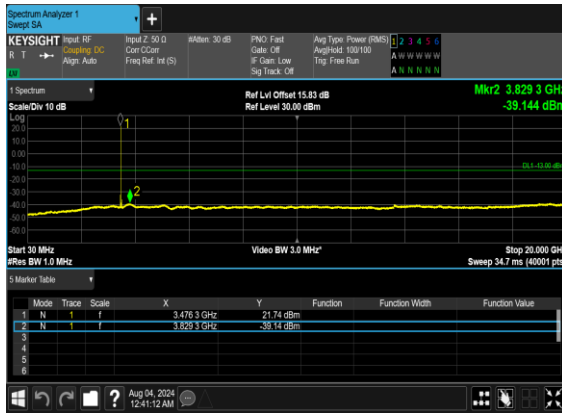 Spectrum Analyzer 1
Swept SA
+
KEYSIGHT Input: RF Input Z: 50 Ω #Atten: 30 dB PNO: Fast Avg Type: Power (RMS) 1 2 3 4 5 6
R T Coupling: DC Corr CCorr Gate: Off Avg|Hold: 100/100 A W W W W W
Align: Auto Freq Ref: Int (S) IF Gain: Low Trig: Free Run
LXI Sig Track: Off A N N N N N
1 Spectrum Ref Lvl Offset 15.83 dB Mkr2 3.829 3 GHz
Scale/Div 10 dB Ref Level 30.00 dBm -39.144 dBm
Log
20.0
10.0
0.00
-10.0
-20.0
-30.0
-40.0
-50.0
-60.0
1
2
DL1 -13.00 dBm
Start 30 MHz Video BW 3.0 MHz* Stop 20.000 GHz
#Res BW 1.0 MHz Sweep 34.7 ms (40001 pts)
5 Marker Table
Mode Trace Scale X Y Function Function Width Function Value
1 N 1 f 3.476 3 GHz 21.74 dBm
2 N 1 f 3.829 3 GHz -39.14 dBm
3
4
5
6
? Aug 04, 2024
12:41:12 AM